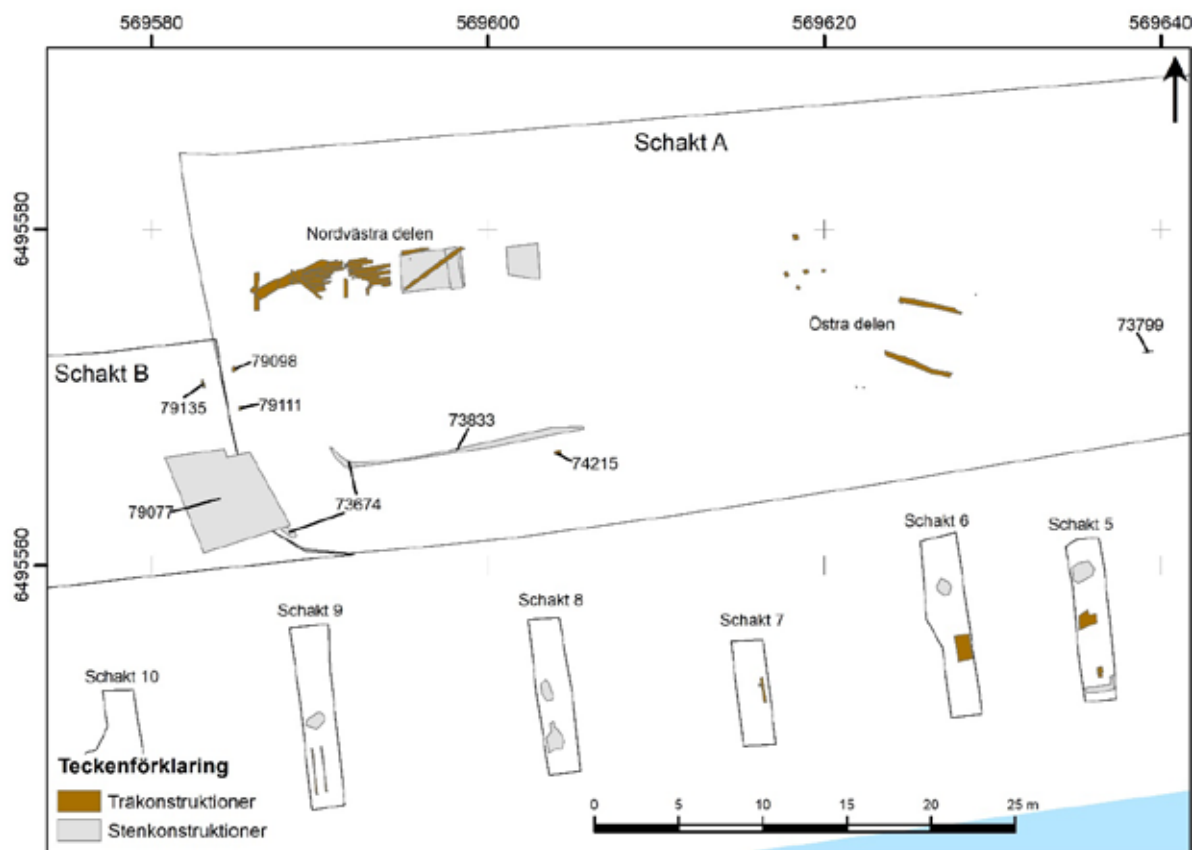 569580
569600
569620
569640
Schakt A
6495580
Nordvästra delen
Östra delen
73799
Schakt B
79098
79135
79111
73833
74215
79077
73674
6495560
Schakt 6
Schakt 5
Schakt 9
Schakt 8
Schakt 7
Schakt 10
Teckenförklaring
Träkonstruktioner
Stenkonstruktioner
0 5 10 15 20 25 m